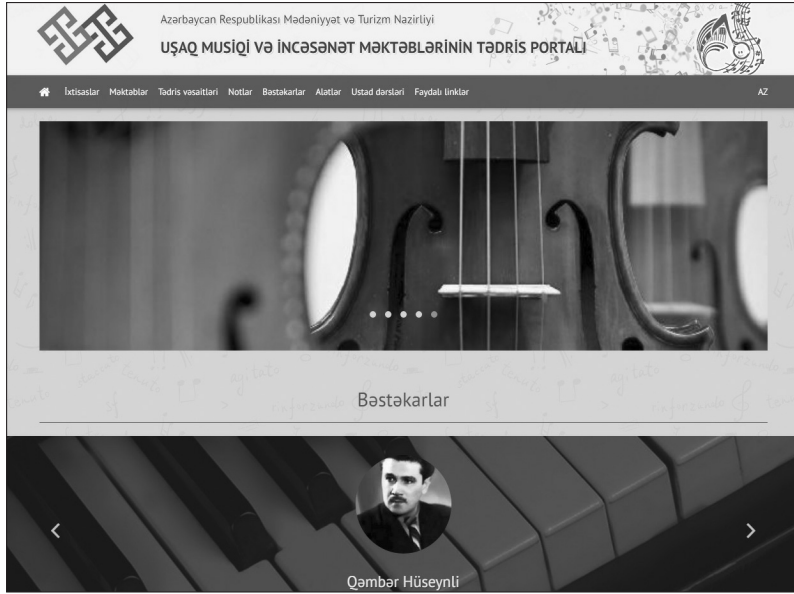 Azərbaycan Respublikası Mədəniyyət və Turizm Nazirliyi
UŞAQ MUSİQİ VƏ İNCƏSƏNƏT MƏKTƏBLƏRİNİN TƏDRİS PORTALI
İxtisaslar Məktəblər Tədris vəsaitləri Notlar Bəstəkarlar Alətlər Ustad dərsləri Faydalı linklər AZ
Bəstəkarlar
Qəmbər Hüseynli